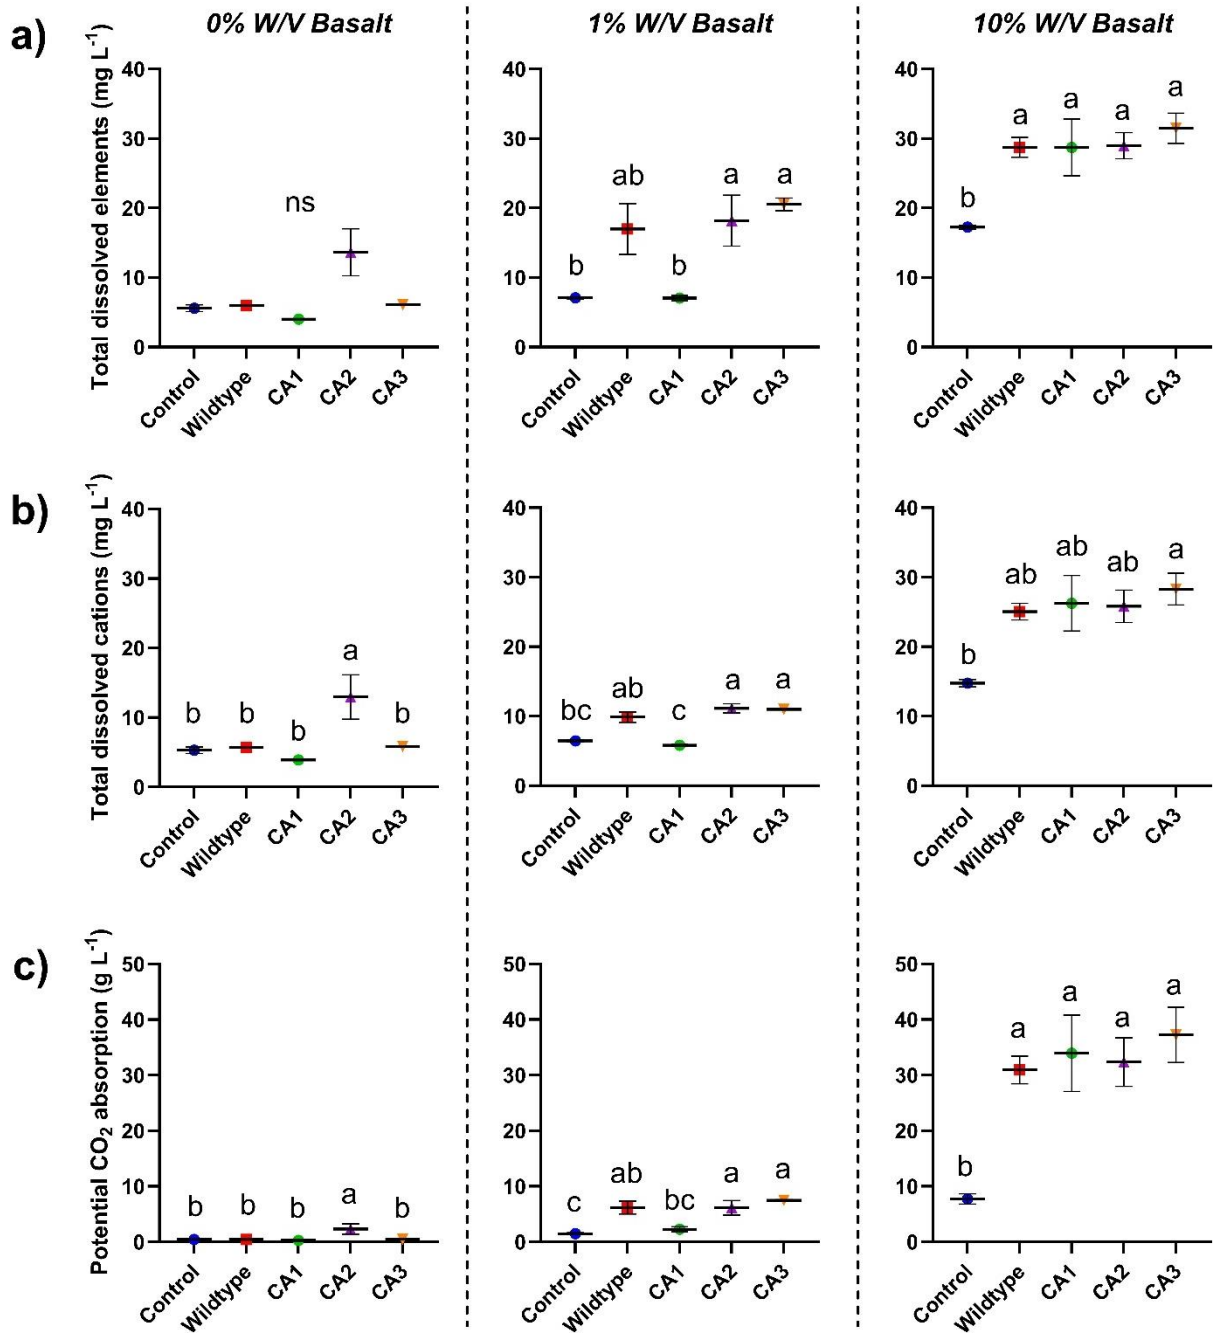 0% W/V Basalt
1% W/V Basalt
10% W/V Basalt
a)
Total dissolved elements (mg L⁻¹)
40
30
20
10
0
ns
Control
Wildtype
CA1
CA2
CA3
40
30
20
10
0
b
ab
b
a
a
Control
Wildtype
CA1
CA2
CA3
40
30
20
10
0
b
a
a
a
a
Control
Wildtype
CA1
CA2
CA3
b)
Total dissolved cations (mg L⁻¹)
40
30
20
10
0
b
b
b
a
b
Control
Wildtype
CA1
CA2
CA3
40
30
20
10
0
bc
ab
c
a
a
Control
Wildtype
CA1
CA2
CA3
40
30
20
10
0
b
ab
ab
ab
a
Control
Wildtype
CA1
CA2
CA3
c)
Potential CO₂ absorption (g L⁻¹)
50
40
30
20
10
0
b
b
b
a
b
Control
Wildtype
CA1
CA2
CA3
50
40
30
20
10
0
c
ab
bc
a
a
Control
Wildtype
CA1
CA2
CA3
50
40
30
20
10
0
b
a
a
a
a
Control
Wildtype
CA1
CA2
CA3